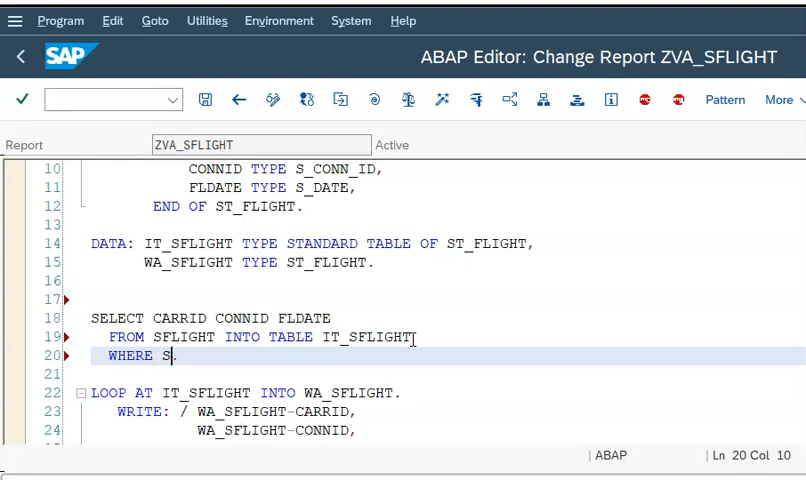 Program Edit Goto Utilities Environment System Help
SAP ABAP Editor: Change Report ZVA_SFLIGHT
Pattern More
Report ZVA_SFLIGHT Active
10 CONNID TYPE S_CONN_ID,
11 FLDATE TYPE S_DATE,
12 END OF ST_FLIGHT.
13
14 DATA: IT_SFLIGHT TYPE STANDARD TABLE OF ST_FLIGHT,
15 WA_SFLIGHT TYPE ST_FLIGHT.
16
17
18 SELECT CARRID CONNID FLDATE
19 FROM SFLIGHT INTO TABLE IT_SFLIGHT
20 WHERE S.
21
22 LOOP AT IT_SFLIGHT INTO WA_SFLIGHT.
23 WRITE: / WA_SFLIGHT-CARRID,
24 WA_SFLIGHT-CONNID,
ABAP Ln 20 Col 10